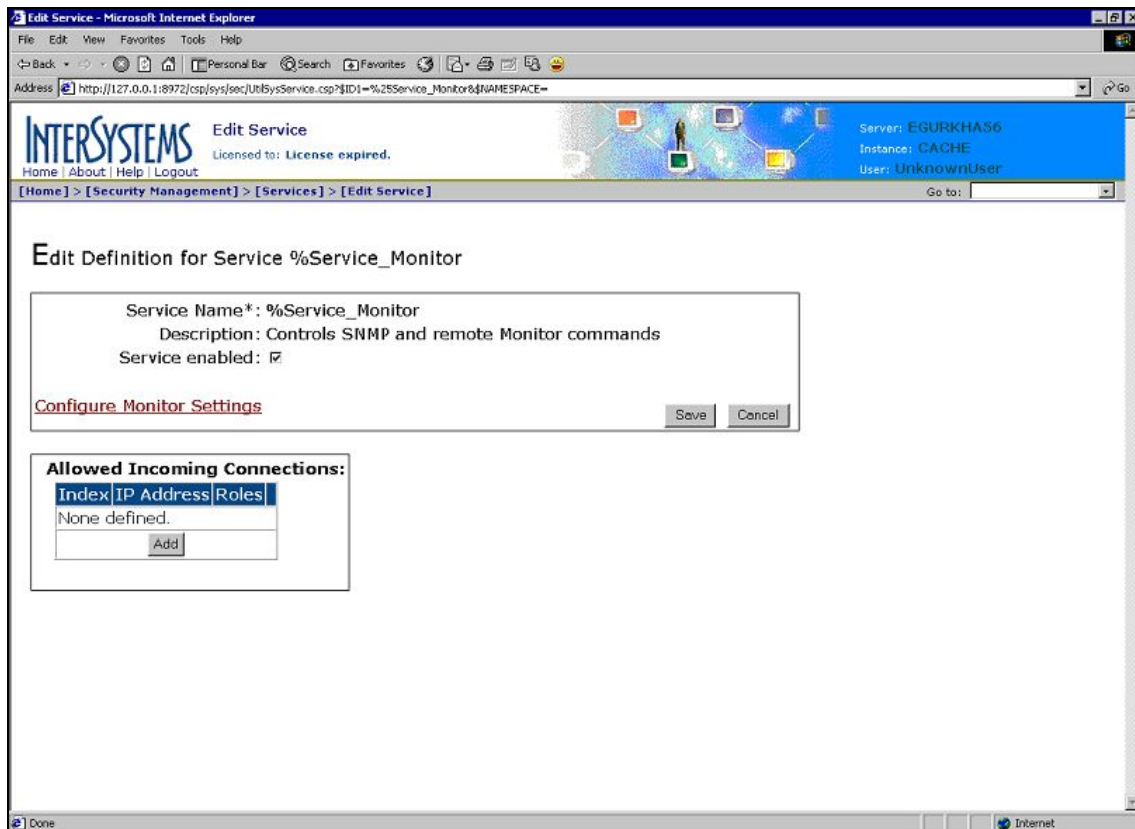 Edit Service - Microsoft Internet Explorer
File Edit View Favorites Tools Help
Back Personal Bar Search Favorites
Address http://127.0.0.1:8972/csp/sys/sec/UtilSysService.csp?$ID1=%25Service_Monitor&$NAMESPACE= Go
INTERSYSTEMS
Edit Service
Licensed to: License expired.
Home | About | Help | Logout
Server: EGURKHA56
Instance: CACHE
User: UnknownUser
[Home] > [Security Management] > [Services] > [Edit Service]
Go to:
Edit Definition for Service %Service_Monitor
Service Name*: %Service_Monitor
Description: Controls SNMP and remote Monitor commands
Service enabled:
Configure Monitor Settings
Save Cancel
Allowed Incoming Connections:
Index IP Address Roles
None defined.
Add
Done
Internet